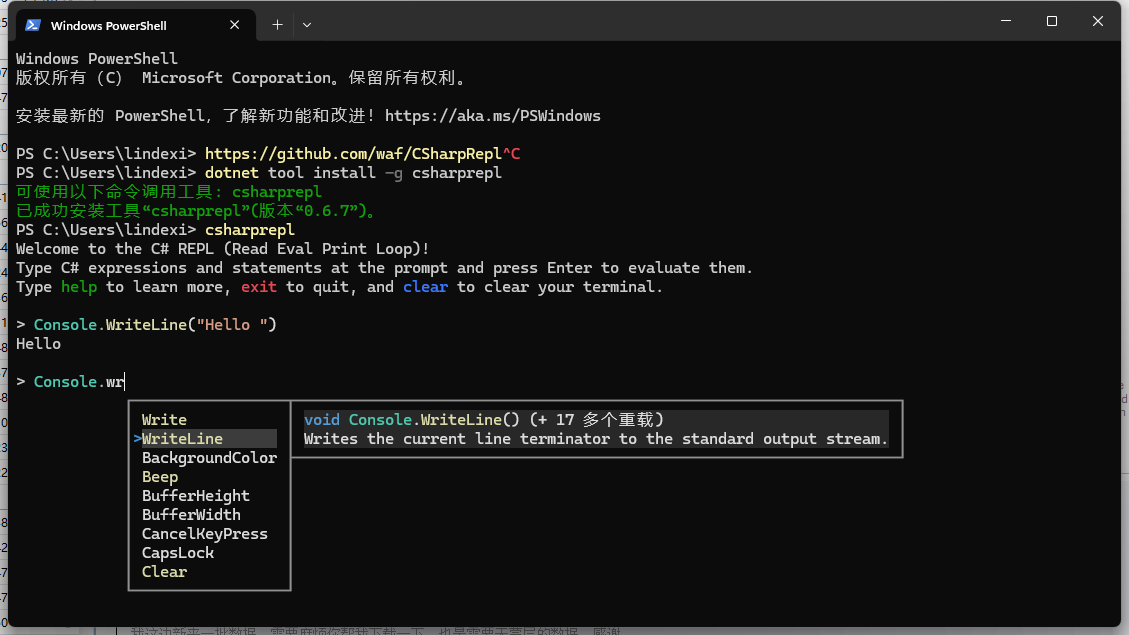 Windows PowerShell
Windows PowerShell
版权所有 (C) Microsoft Corporation。保留所有权利。
安装最新的 PowerShell，了解新功能和改进！https://aka.ms/PSWindows
PS C:\Users\lindexi> https://github.com/waf/CSharpRepl^C
PS C:\Users\lindexi> dotnet tool install -g csharprepl
可使用以下命令调用工具: csharprepl
已成功安装工具“csharprepl”(版本“0.6.7”)。
PS C:\Users\lindexi> csharprepl
Welcome to the C# REPL (Read Eval Print Loop)!
Type C# expressions and statements at the prompt and press Enter to evaluate them.
Type help to learn more, exit to quit, and clear to clear your terminal.
> Console.WriteLine("Hello ")
Hello
> Console.wr
Write
>WriteLine
BackgroundColor
Beep
BufferHeight
BufferWidth
CancelKeyPress
CapsLock
Clear
void Console.WriteLine() (+ 17 多个重载)
Writes the current line terminator to the standard output stream.